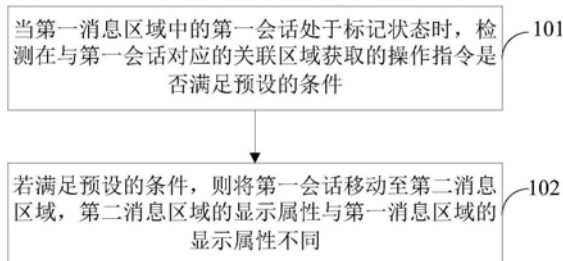 当第一消息区域中的第一会话处于标记状态时，检
测在与第一会话对应的关联区域获取的操作指令是
否满足预设的条件
101
若满足预设的条件，则将第一会话移动至第二消息
区域，第二消息区域的显示属性与第一消息区域的
显示属性不同
102